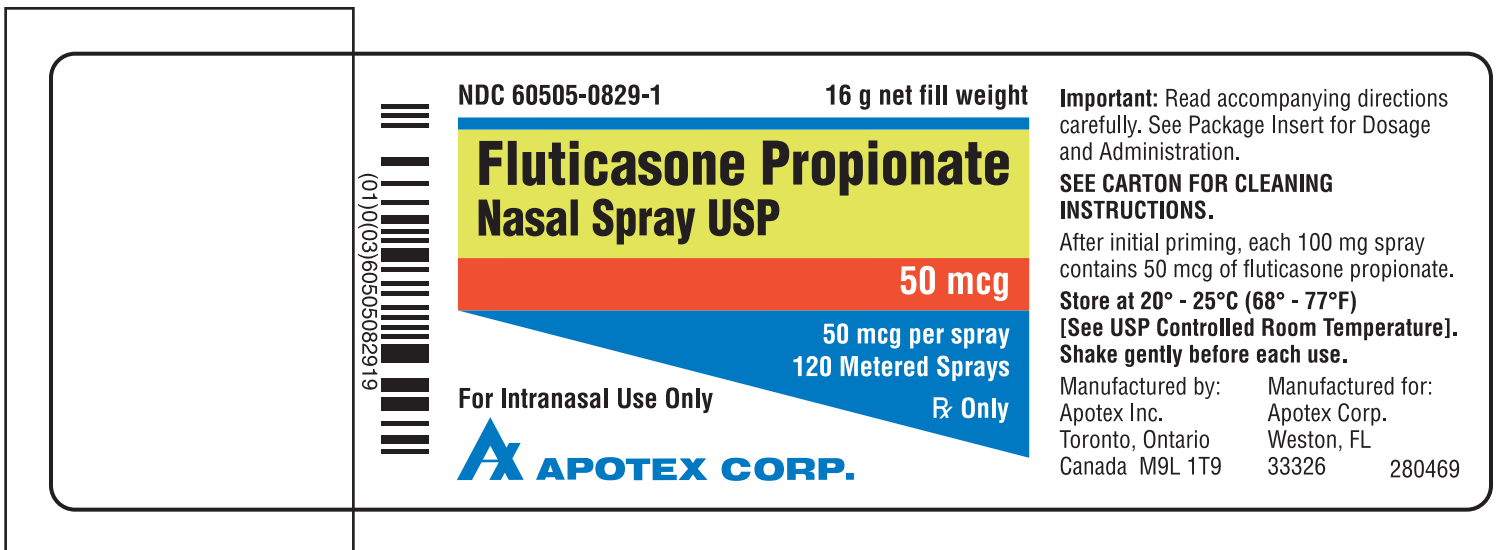 (01)0(03)6050508​2919
NDC 60505-0829-1
16 g net fill weight
Fluticasone Propionate
Nasal Spray USP
50 mcg
50 mcg per spray
120 Metered Sprays
For Intranasal Use Only
℞ Only
APOTEX CORP.
Important: Read accompanying directions
carefully. See Package Insert for Dosage
and Administration.
SEE CARTON FOR CLEANING
INSTRUCTIONS.
After initial priming, each 100 mg spray
contains 50 mcg of fluticasone propionate.
Store at 20° - 25°C (68° - 77°F)
[See USP Controlled Room Temperature].
Shake gently before each use.
Manufactured by:
Apotex Inc.
Toronto, Ontario
Canada M9L 1T9
Manufactured for:
Apotex Corp.
Weston, FL
33326
280469